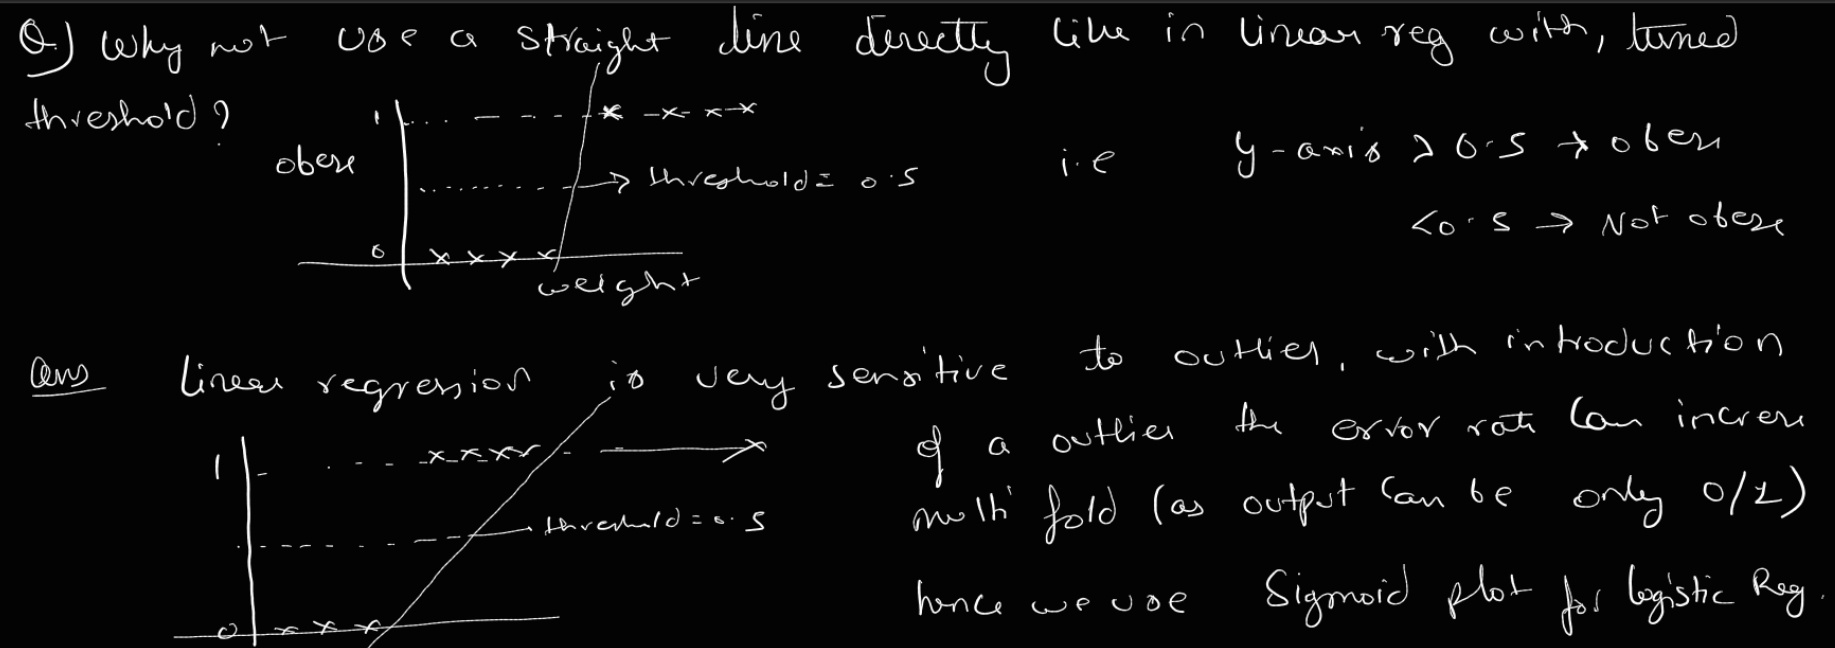 Q.) Why not use a straight line directly like in linear reg with, tuned
threshold?
1
obese
threshold = 0.5
0
weight
i.e y-axis > 0.5 → obese
<0.5 → Not obese
Ans Linear regression is very sensitive to outlier, with introduction
of a outlier the error rate can increase
multi fold (as output can be only 0/1)
hence we use Sigmoid plot for logistic Reg.
1
threshold = 0.5
0